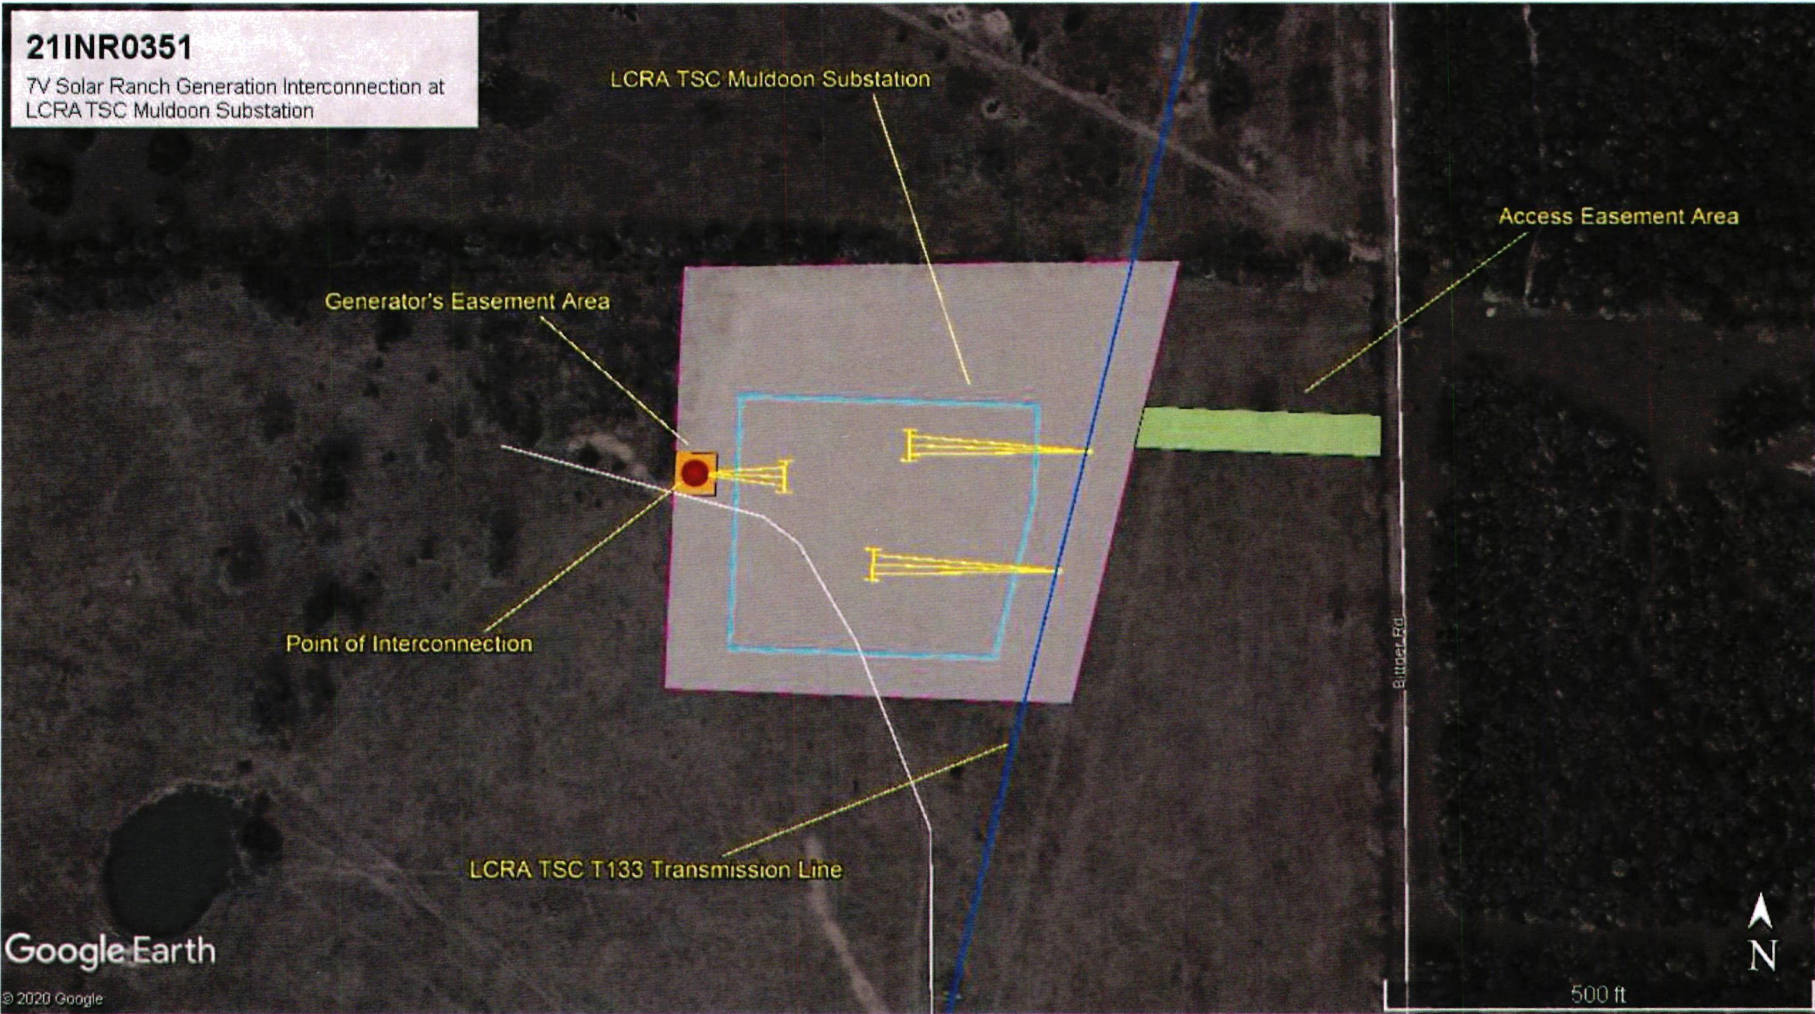 21INR0351
7V Solar Ranch Generation Interconnection at
LCRA TSC Muldoon Substation
LCRA TSC Muldoon Substation
Access Easement Area
Generator's Easement Area
Point of Interconnection
Bittner Rd
LCRA TSC T133 Transmission Line
Google Earth
N
© 2020 Google
500 ft